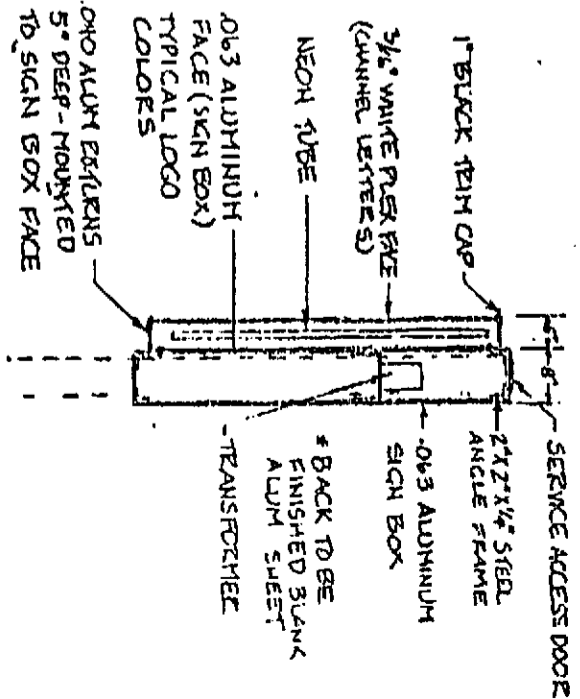 1" BLACK TRIM CAP
3/16" WHITE PLEX FACE
(CHANNEL LETTERS)
NEON TUBE
.063 ALUMINUM
FACE (SIGN BOX)
TYPICAL LOGO
COLORS
.040 ALUM RETURNS
5" DEEP - MOUNTED
TO SIGN BOX FACE
5"
8"
SERVICE ACCESS DOOR
2"X2"X1/4" STEEL
ANGLE FRAME
.063 ALUMINUM
SIGN BOX
* BACK TO BE
FINISHED BLANK
ALUM SHEET
TRANSFORMER